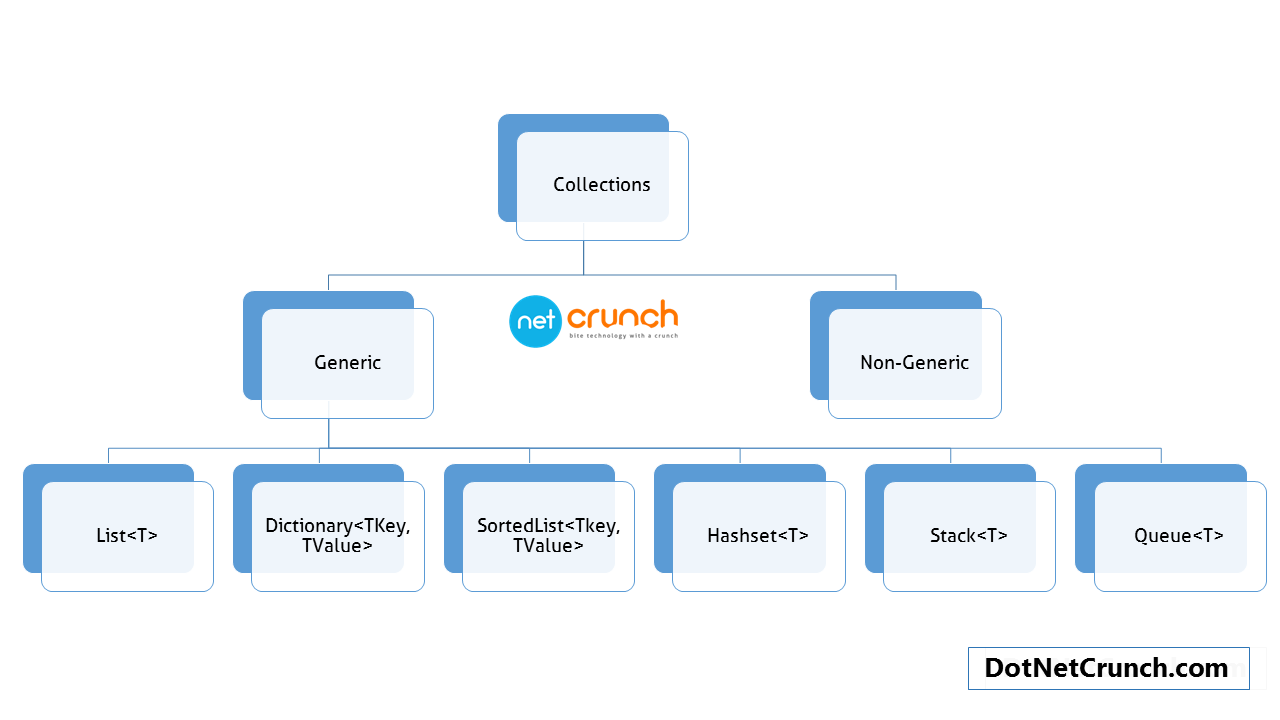 Collections
net crunch
bite technology with a crunch
Generic
Non-Generic
List<T>
Dictionary<TKey,
TValue>
SortedList<Tkey,
TValue>
Hashset<T>
Stack<T>
Queue<T>
DotNetCrunch.com